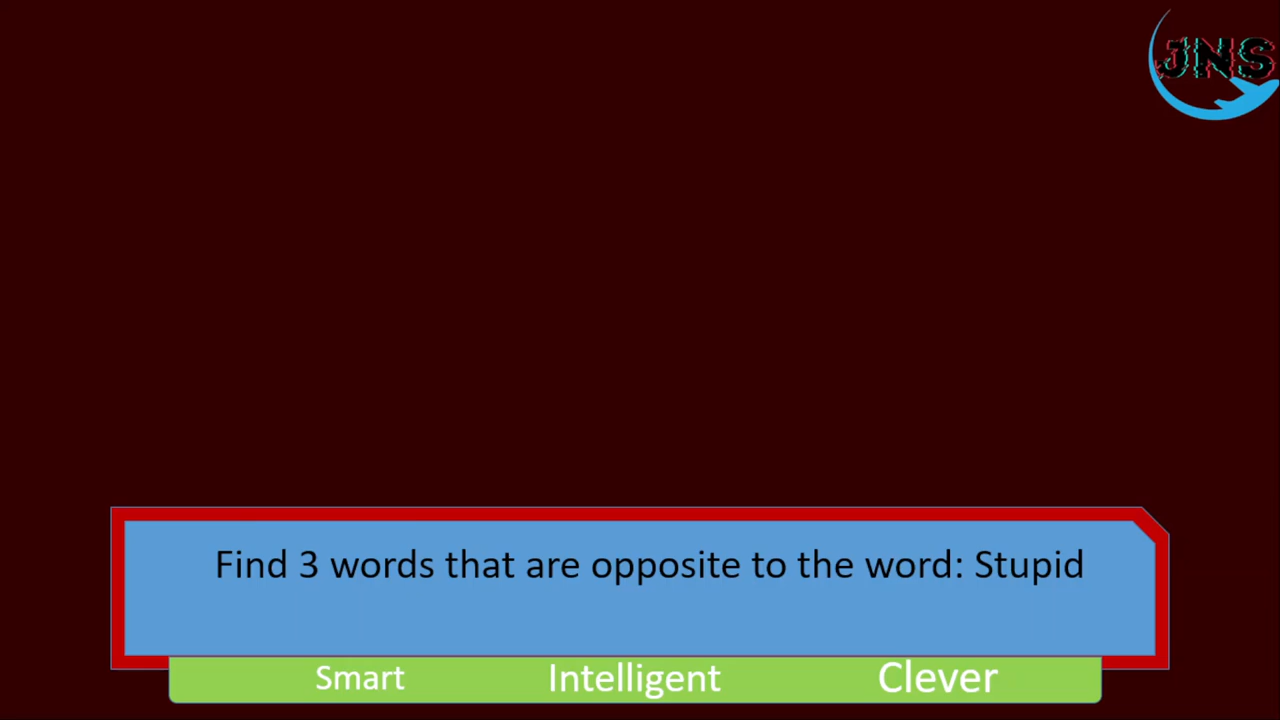 JNS
Find 3 words that are opposite to the word: Stupid
Smart Intelligent Clever